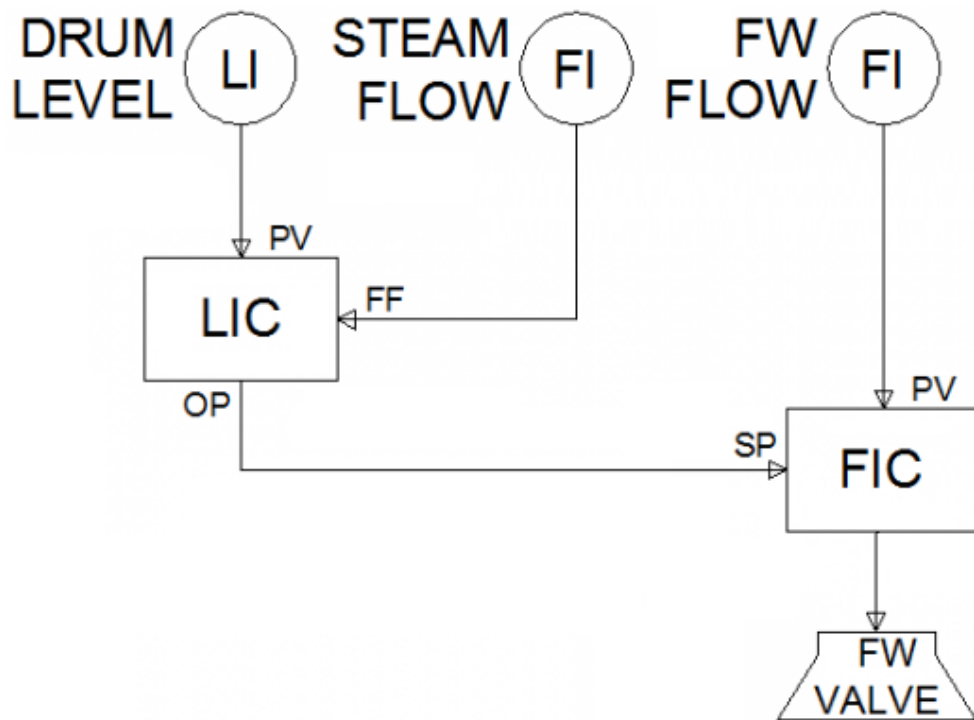 DRUM
LEVEL
LI
STEAM
FLOW
FI
FW
FLOW
FI
PV
LIC
FF
OP
PV
SP
FIC
FW
VALVE